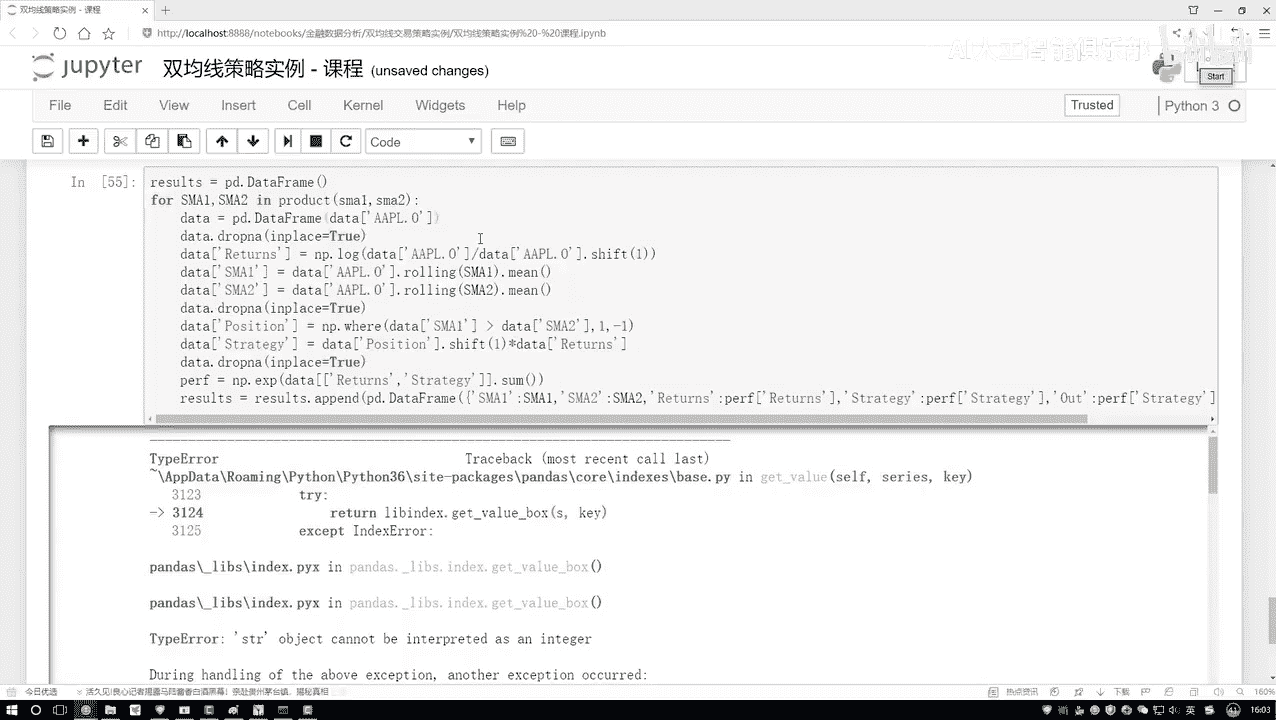 双均线策略实例 - 课程
http://localhost:8888/notebooks/金融数据分析/双均线交易策略实例/双均线策略实例%20-%20课程.ipynb
AI人工智能俱乐部
jupyter 双均线策略实例 - 课程 (unsaved changes)
Start
File Edit View Insert Cell Kernel Widgets Help Trusted Python 3
Code
In [55]: results = pd.DataFrame()
for SMA1,SMA2 in product(sma1,sma2):
data = pd.DataFrame(data['AAPL.O'])
data.dropna(inplace=True)
data['Returns'] = np.log(data['AAPL.O']/data['AAPL.O'].shift(1))
data['SMA1'] = data['AAPL.O'].rolling(SMA1).mean()
data['SMA2'] = data['AAPL.O'].rolling(SMA2).mean()
data.dropna(inplace=True)
data['Position'] = np.where(data['SMA1'] > data['SMA2'],1,-1)
data['Strategy'] = data['Position'].shift(1)*data['Returns']
data.dropna(inplace=True)
perf = np.exp(data[['Returns','Strategy']].sum())
results = results.append(pd.DataFrame({'SMA1':SMA1,'SMA2':SMA2,'Returns':perf['Returns'],'Strategy':perf['Strategy'],'Out':perf['Strategy']
TypeError Traceback (most recent call last)
~\AppData\Roaming\Python\Python36\site-packages\pandas\core\indexes\base.py in get_value(self, series, key)
3123 try:
-> 3124 return libindex.get_value_box(s, key)
3125 except IndexError:
pandas\_libs\index.pyx in pandas._libs.index.get_value_box()
pandas\_libs\index.pyx in pandas._libs.index.get_value_box()
TypeError: 'str' object cannot be interpreted as an integer
During handling of the above exception, another exception occurred:
今日优选 热点资讯 下载 160%
英 16:03